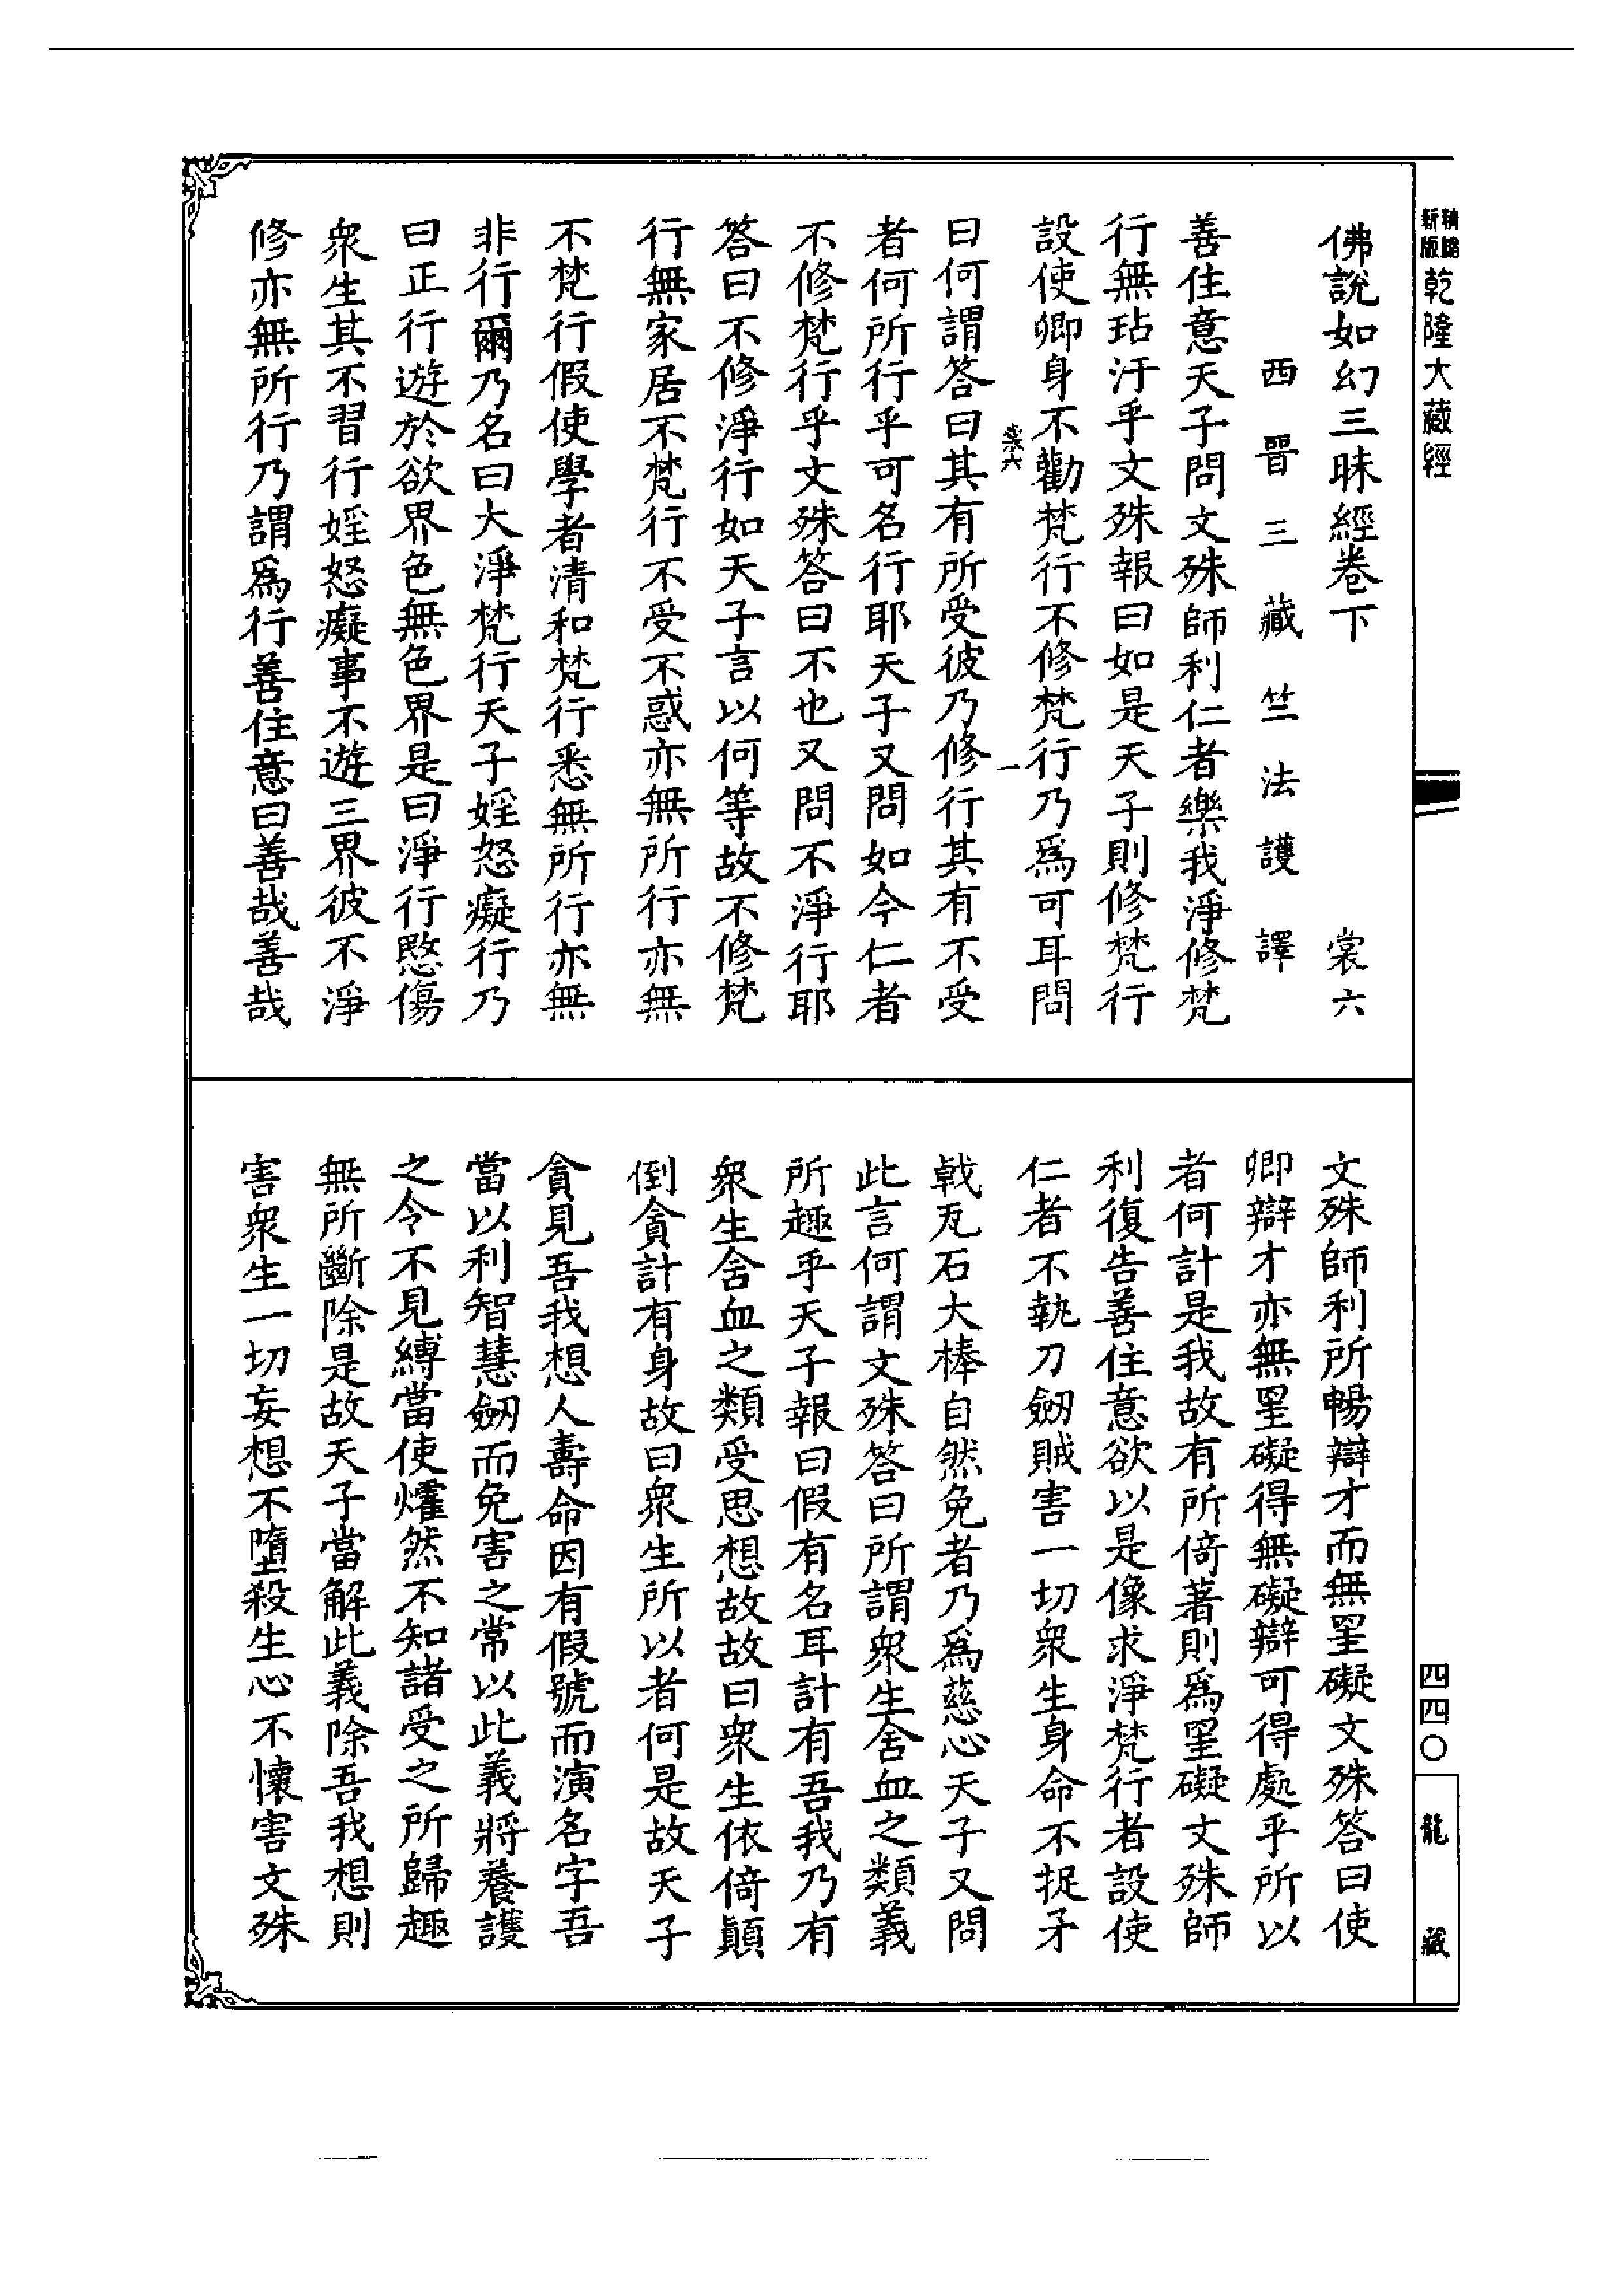 精縮新版
乾隆大藏經
佛說如幻三昧經卷下　裳六
西晉三藏竺法護譯
善住意天子問文殊師利仁者樂我淨修梵
行無玷汙乎文殊報曰如是天子則修梵行
設使卿身不勸梵行不修梵行乃爲可耳問
裳六　一
曰何謂答曰其有所受彼乃修行其有不受
者何所行乎可名行耶天子又問如今仁者
不修梵行乎文殊答曰不也又問不淨行耶
答曰不修淨行如天子言以何等故不修梵
行無家居不梵行不受不惑亦無所行亦無
不梵行假使學者清和梵行悉無所行亦無
非行爾乃名曰大淨梵行天子婬怒癡行乃
曰正行遊於欲界色無色界是曰淨行愍傷
衆生其不習行婬怒癡事不遊三界彼不淨
修亦無所行乃謂爲行善住意曰善哉善哉
文殊師利所暢辯才而無罣礙文殊答曰使
卿辯才亦無罣礙得無礙辯可得處乎所以
者何計是我故有所倚著則爲罣礙文殊師
利復告善住意欲以是像求淨梵行者設使
仁者不執刀劒賊害一切衆生身命不捉矛
戟瓦石大棒自然免者乃爲慈心天子又問
此言何謂文殊答曰所謂衆生含血之類義
所趣乎天子報曰假有名耳計有吾我乃有
衆生含血之類受思想故故曰衆生依倚顚
倒貪計有身故曰衆生所以者何是故天子
貪見吾我想人壽命因有假號而演名字吾
當以利智慧劒而免害之常以此義將養護
之令不見縛當使燿然不知諸受之所歸趣
無所斷除是故天子當解此義除吾我想則
害衆生一切妄想不墮殺生心不懷害文殊
四四〇
龍藏